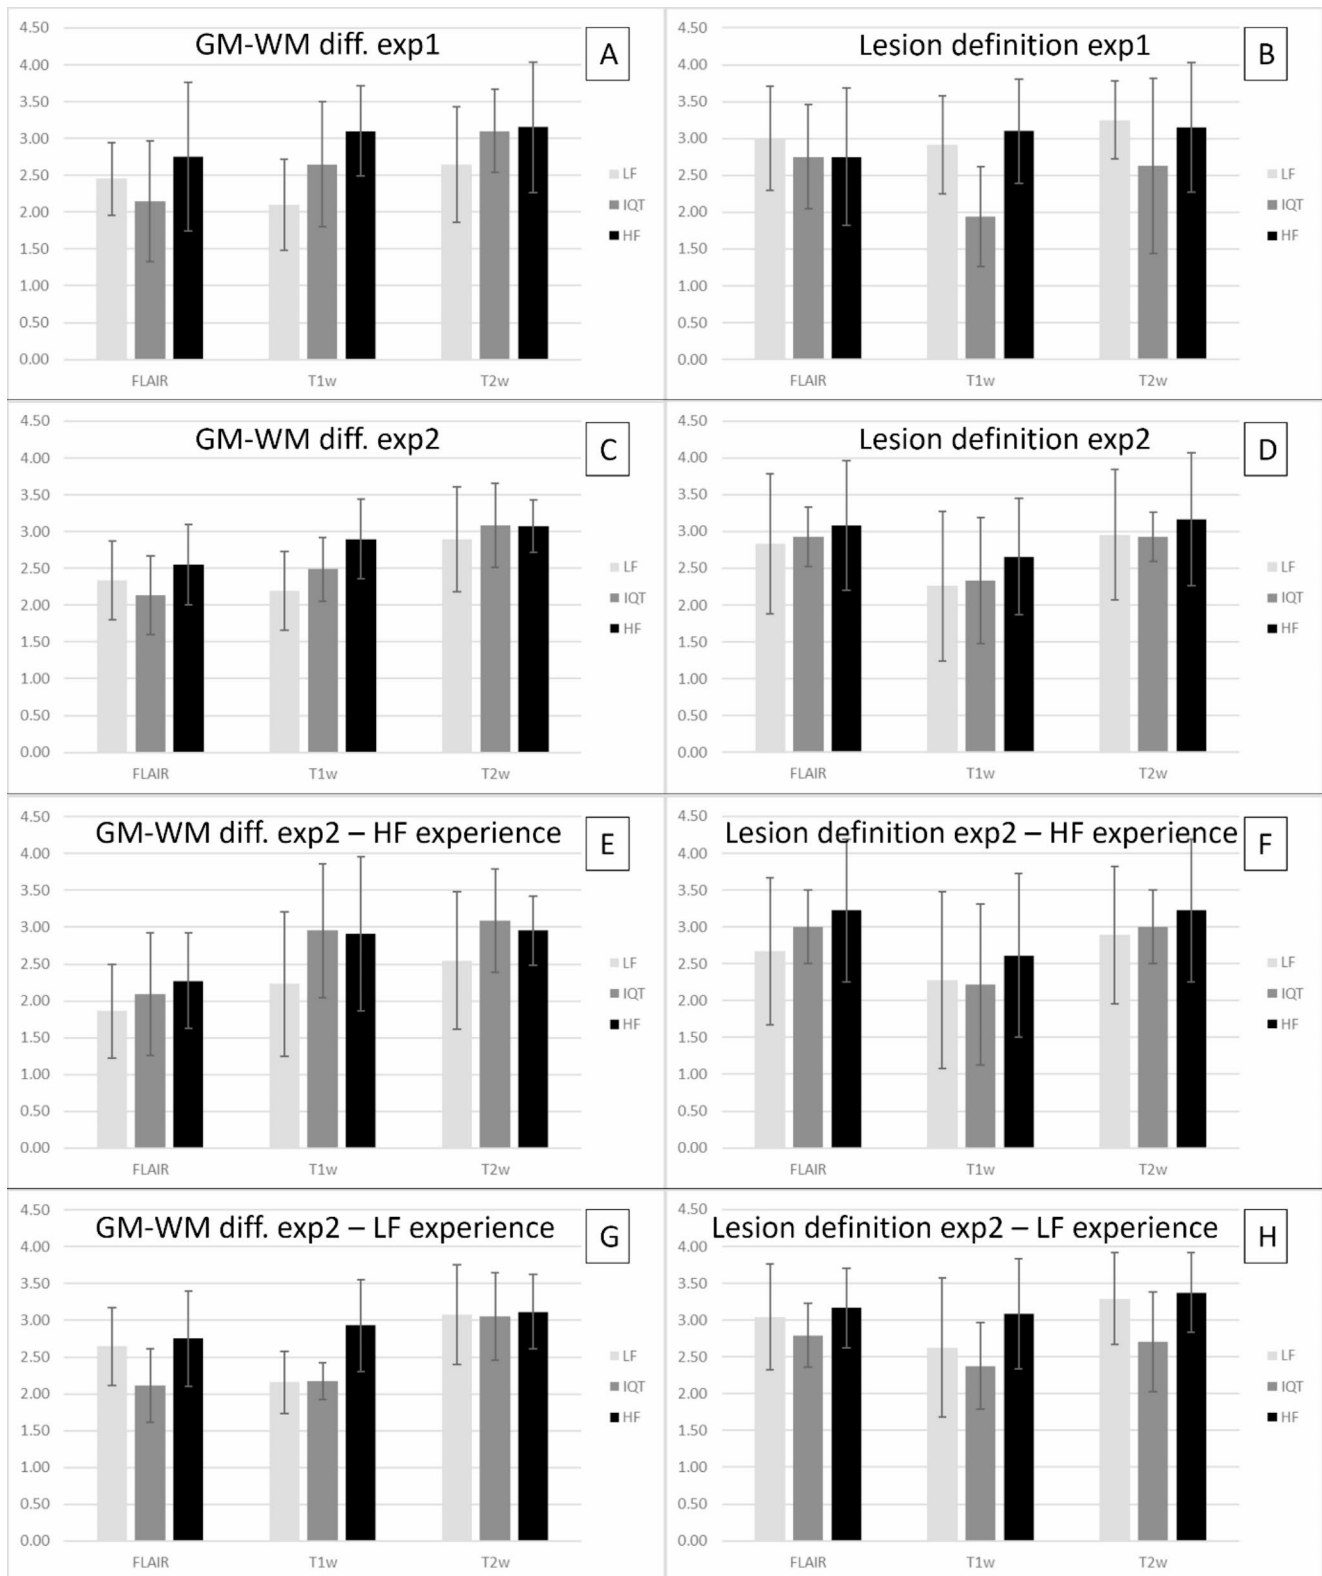 GM-WM diff. exp1
A
4.50
4.00
3.50
3.00
2.50
2.00
1.50
1.00
0.50
0.00
FLAIR
T1w
T2w
LF
IQT
HF
Lesion definition exp1
B
4.50
4.00
3.50
3.00
2.50
2.00
1.50
1.00
0.50
0.00
FLAIR
T1w
T2w
LF
IQT
HF
GM-WM diff. exp2
C
4.50
4.00
3.50
3.00
2.50
2.00
1.50
1.00
0.50
0.00
FLAIR
T1w
T2w
LF
IQT
HF
Lesion definition exp2
D
4.50
4.00
3.50
3.00
2.50
2.00
1.50
1.00
0.50
0.00
FLAIR
T1w
T2w
LF
IQT
HF
GM-WM diff. exp2 – HF experience
E
4.50
4.00
3.50
3.00
2.50
2.00
1.50
1.00
0.50
0.00
FLAIR
T1w
T2w
LF
IQT
HF
Lesion definition exp2 – HF experience
F
4.50
4.00
3.50
3.00
2.50
2.00
1.50
1.00
0.50
0.00
FLAIR
T1w
T2w
LF
IQT
HF
GM-WM diff. exp2 – LF experience
G
4.50
4.00
3.50
3.00
2.50
2.00
1.50
1.00
0.50
0.00
FLAIR
T1w
T2w
LF
IQT
HF
Lesion definition exp2 – LF experience
H
4.50
4.00
3.50
3.00
2.50
2.00
1.50
1.00
0.50
0.00
FLAIR
T1w
T2w
LF
IQT
HF